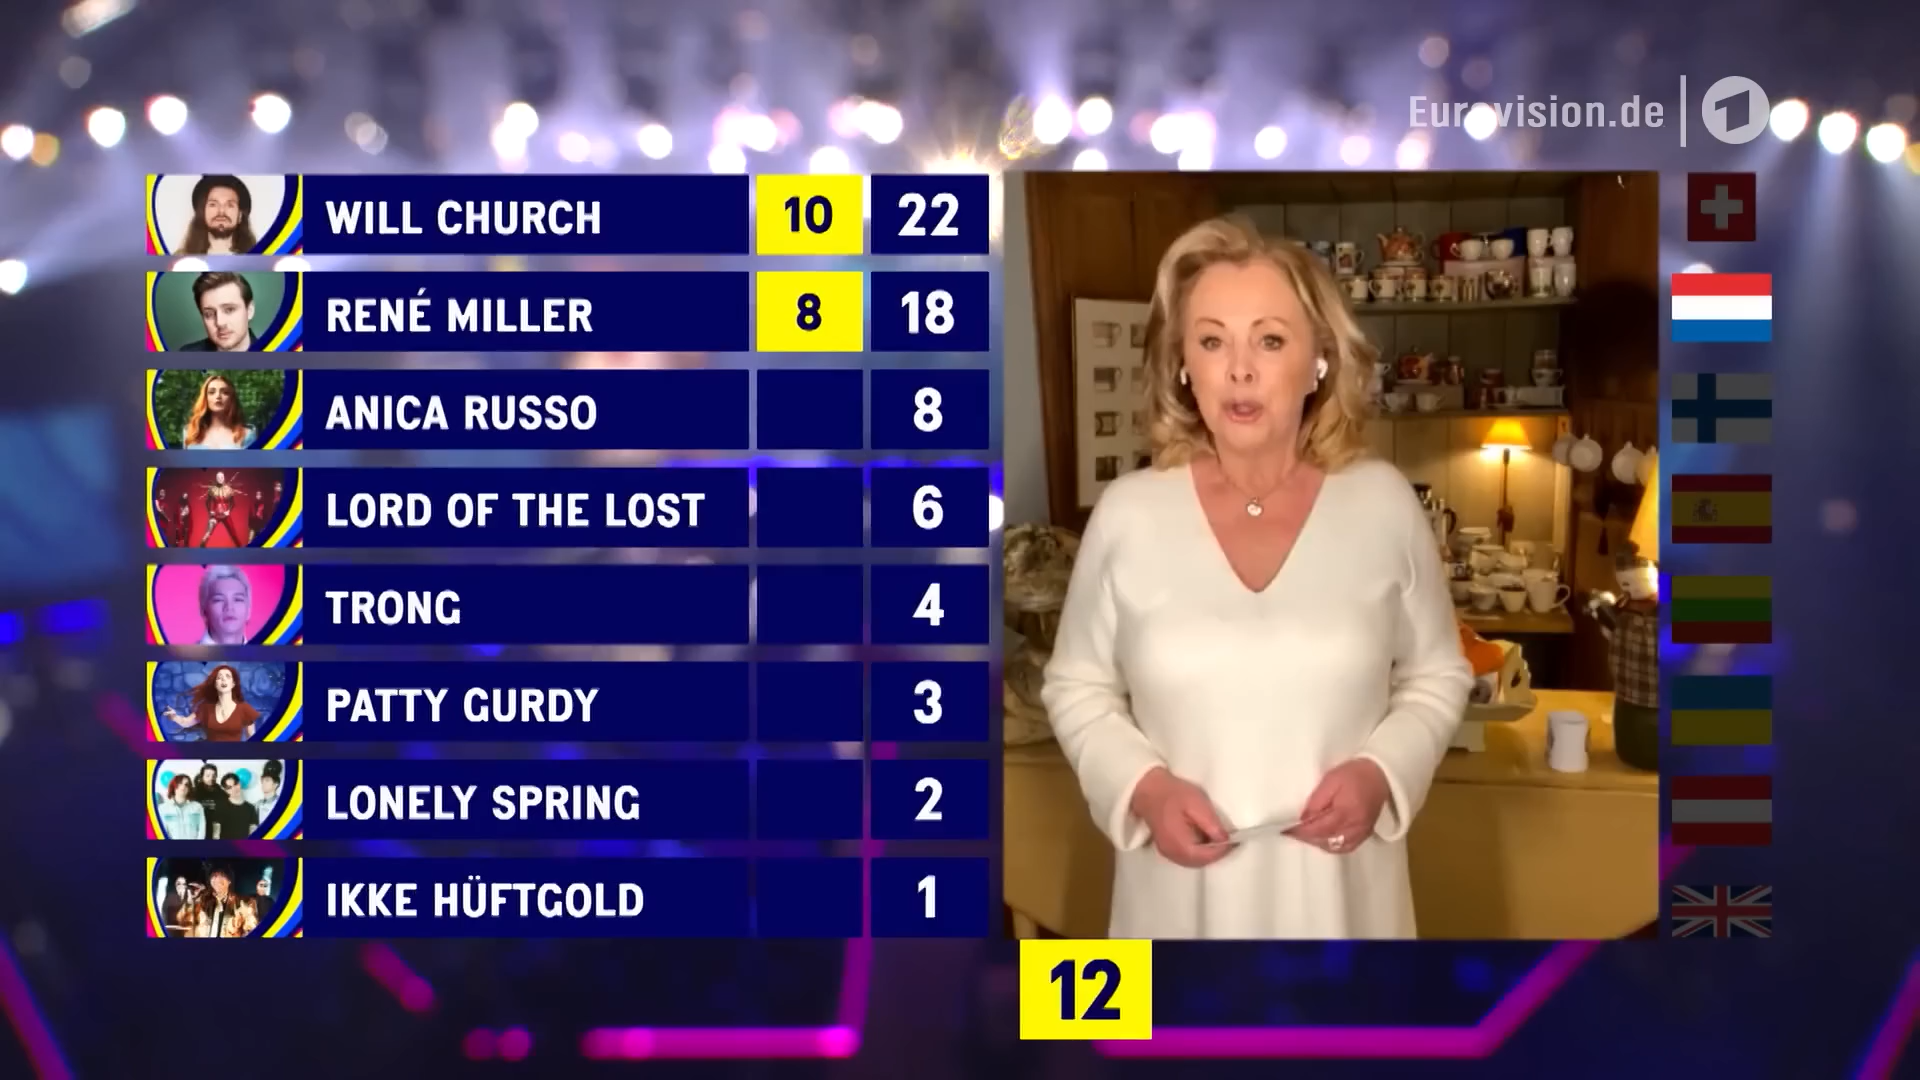 Eurovision.de
WILL CHURCH 10 22
RENÉ MILLER 8 18
ANICA RUSSO 8
LORD OF THE LOST 6
TRONG 4
PATTY GURDY 3
LONELY SPRING 2
IKKE HÜFTGOLD 1
12